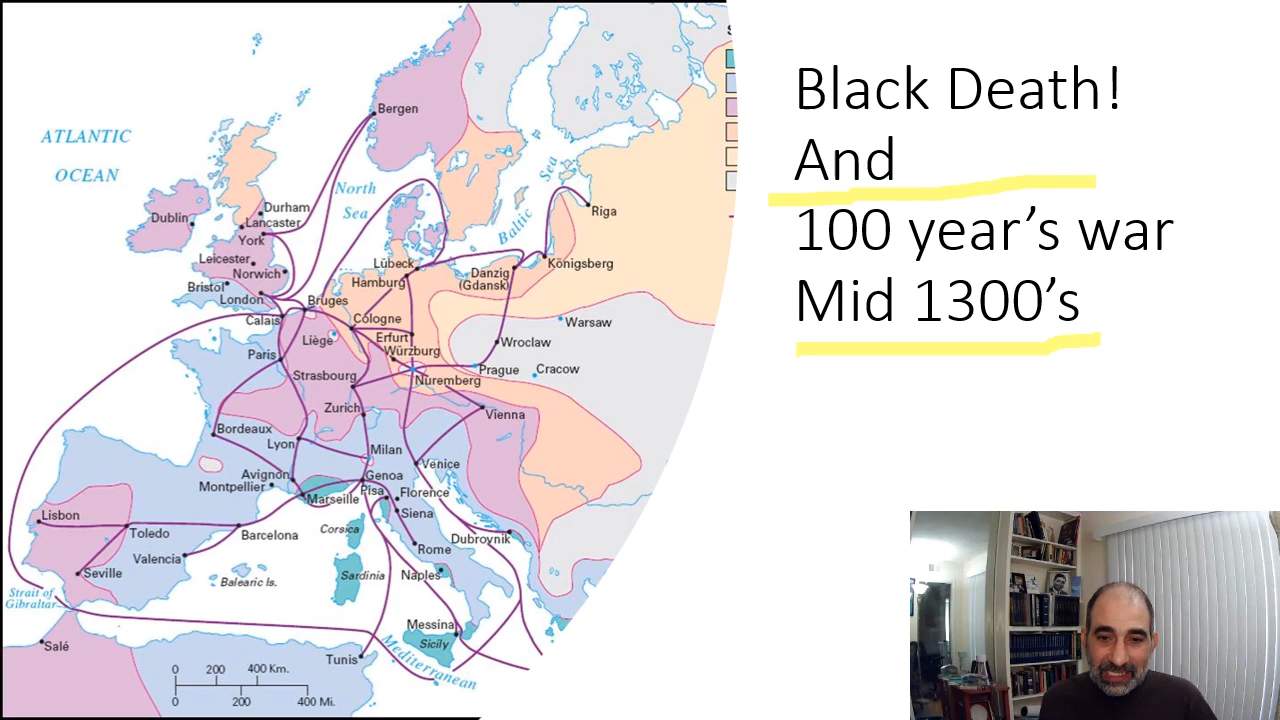 Black Death!
And
100 year’s war
Mid 1300’s
ATLANTIC
OCEAN
Bergen
North
Sea
Baltic Sea
Riga
Dublin
Durham
Lancaster
York
Leicester
Norwich
Bristol
London
Lübeck
Hamburg
Danzig
(Gdansk)
Königsberg
Bruges
Calais
Cologne
Liège
Erfurt
Würzburg
Warsaw
Wroclaw
Paris
Strasbourg
Nuremberg
Prague
Cracow
Zurich
Vienna
Bordeaux
Lyon
Milan
Venice
Avignon
Montpellier
Genoa
Marseille
Pisa
Florence
Siena
Lisbon
Toledo
Barcelona
Corsica
Rome
Dubrovnik
Valencia
Seville
Balearic Is.
Sardinia
Naples
Strait of
Gibraltar
Messina
Sicily
Salé
Tunis
Mediterranean
0 200 400 Km.
0 200 400 Mi.